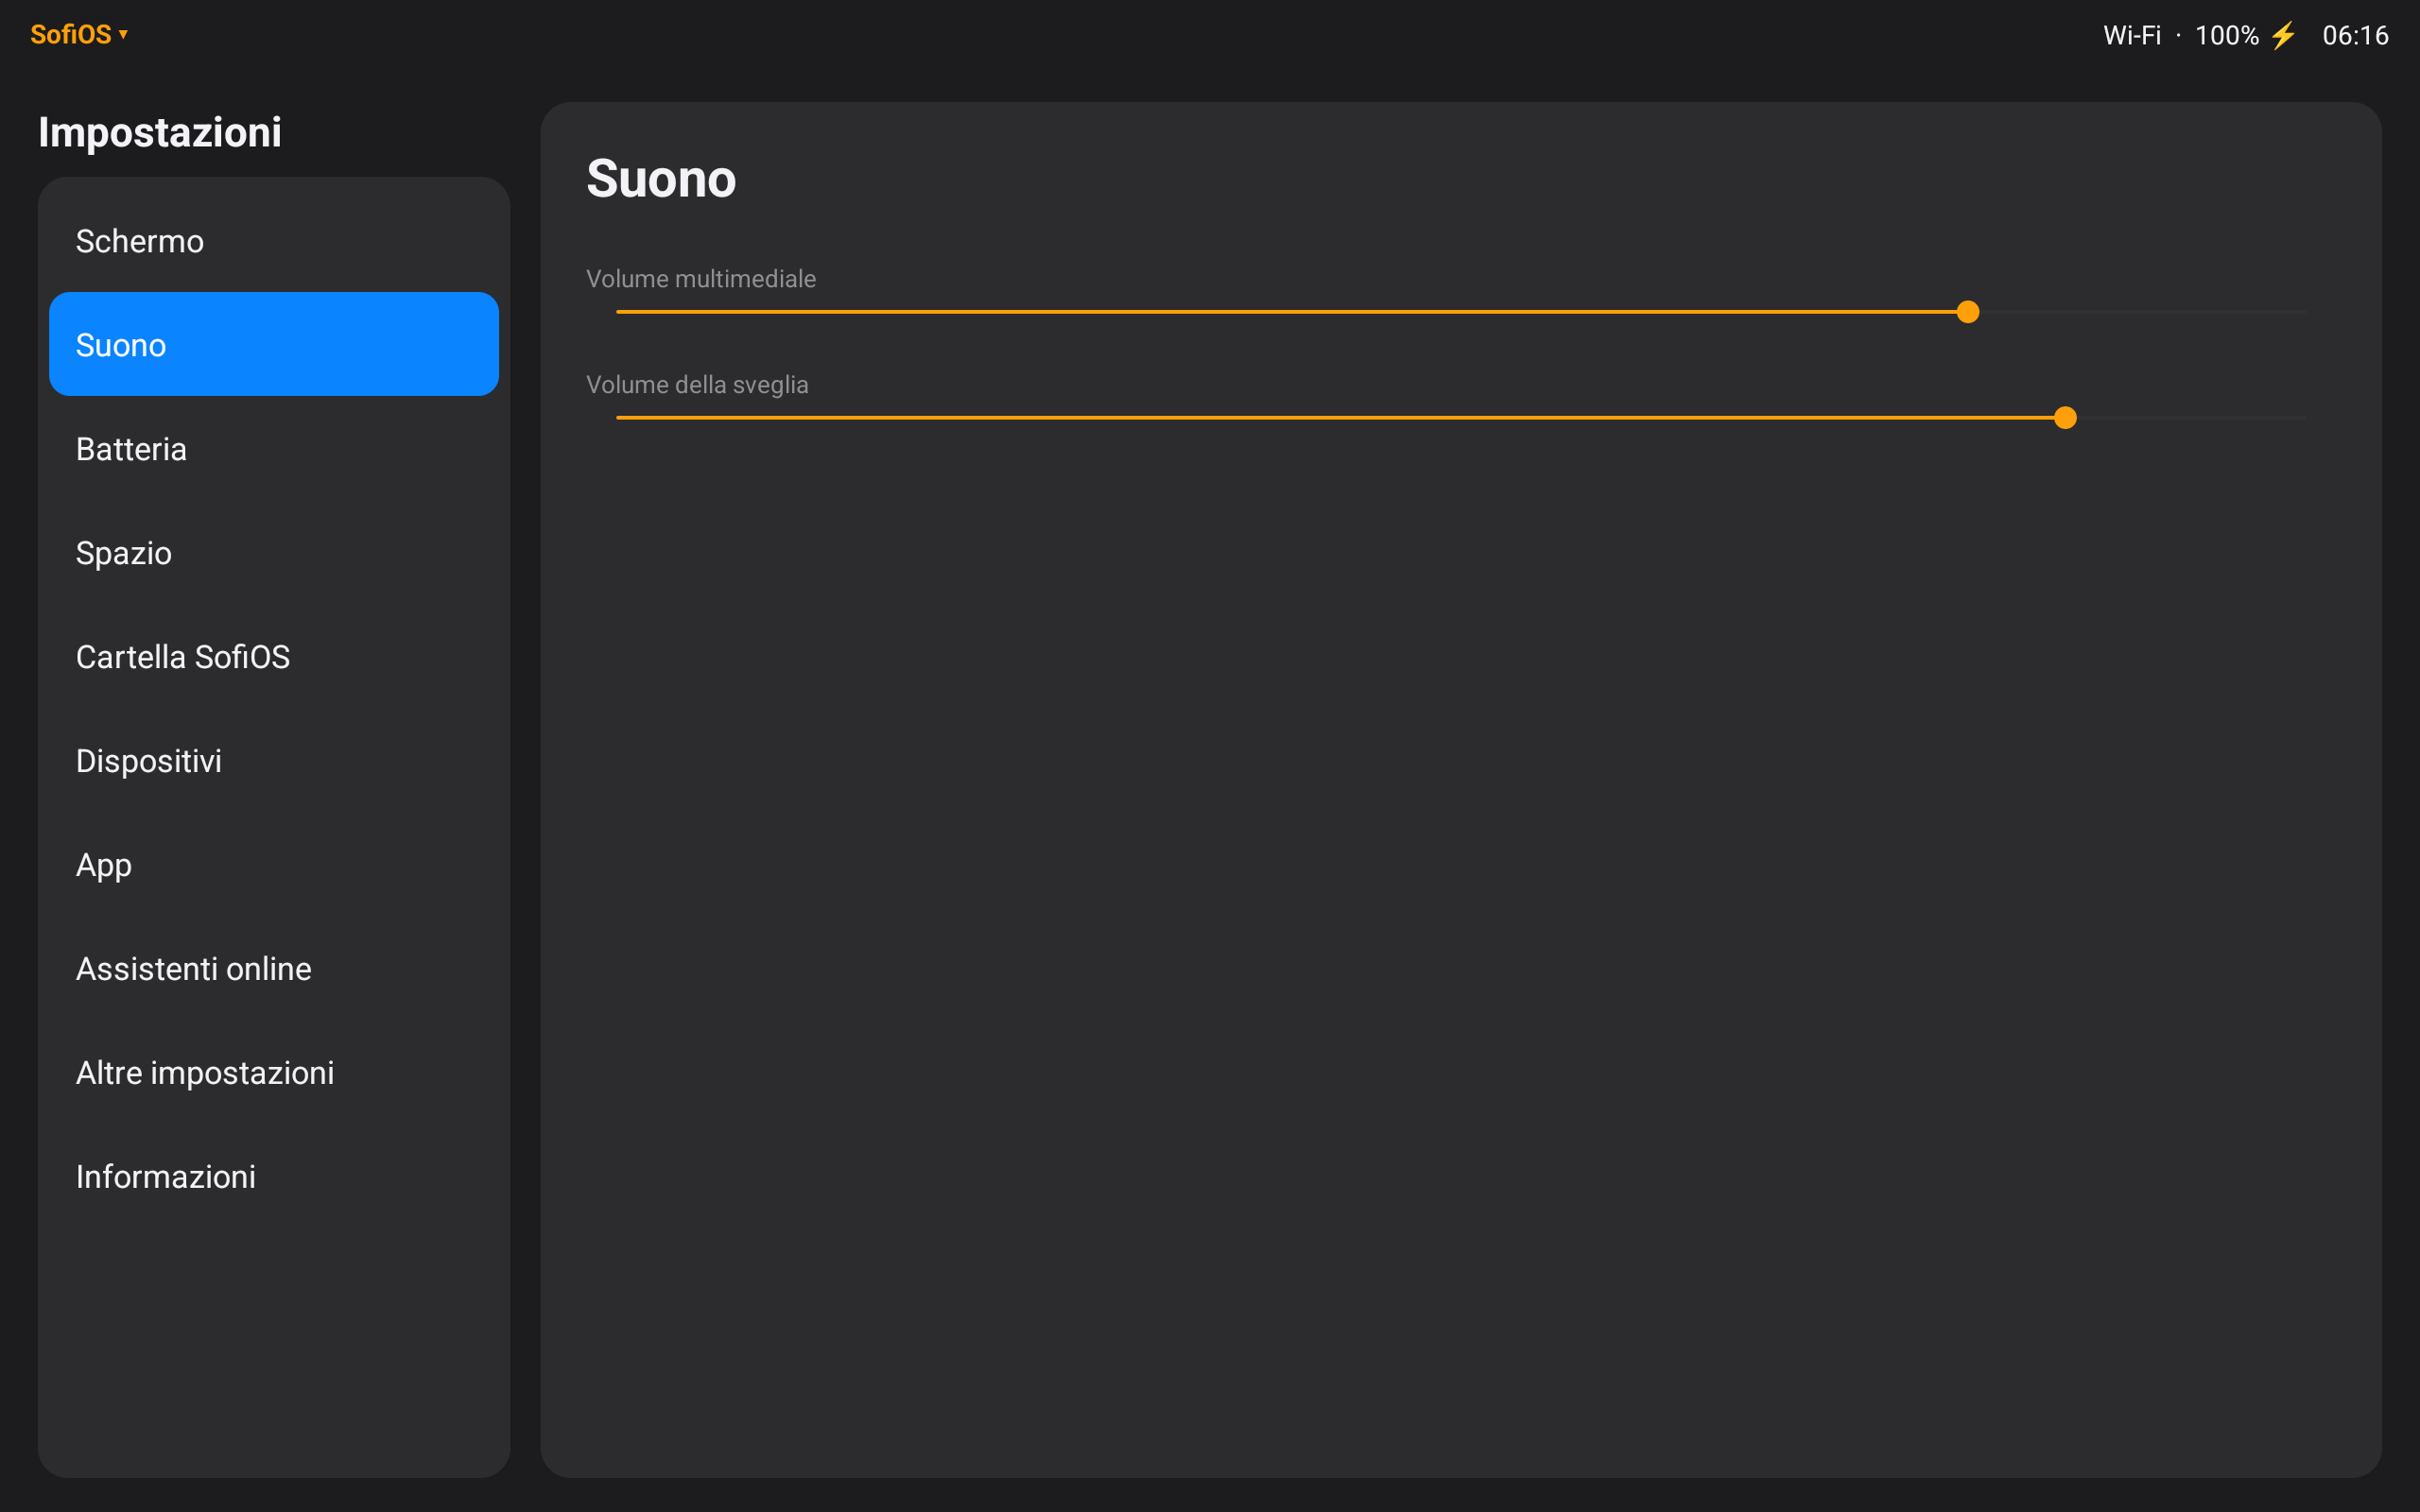 SofiOS ▾
Wi-Fi · 100% ⚡ 06:16
Impostazioni
Schermo
Suono
Batteria
Spazio
Cartella SofiOS
Dispositivi
App
Assistenti online
Altre impostazioni
Informazioni
Suono
Volume multimediale
Volume della sveglia